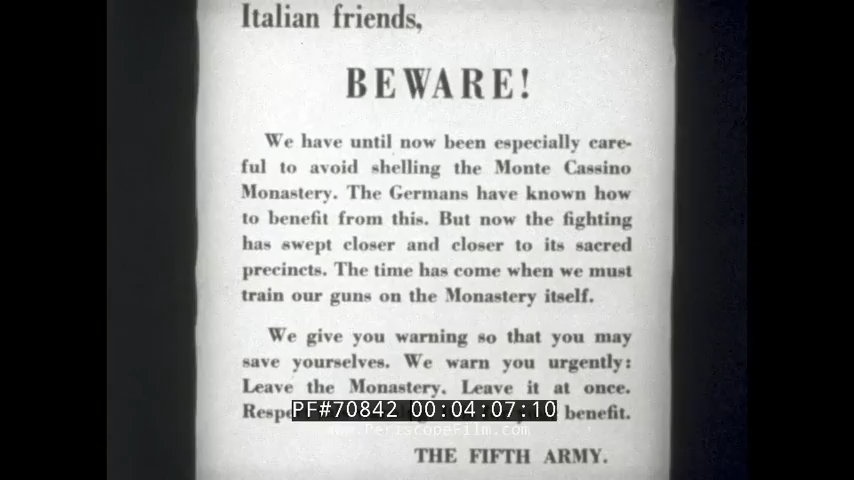 Italian friends,
BEWARE!
We have until now been especially care-
ful to avoid shelling the Monte Cassino
Monastery. The Germans have known how
to benefit from this. But now the fighting
has swept closer and closer to its sacred
precincts. The time has come when we must
train our guns on the Monastery itself.
We give you warning so that you may
save yourselves. We warn you urgently:
Leave the Monastery. Leave it at once.
benefit.
PF#70842 00:04:07:10
www.PeriscopeFilm.com
THE FIFTH ARMY.